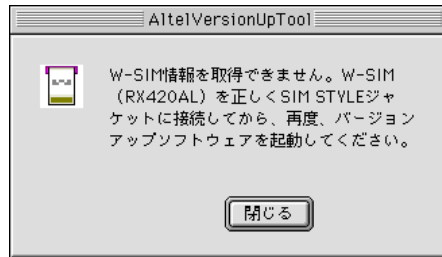 AltelVersionUpTool
W-SIM情報を取得できません。W-SIM
（RX420AL）を正しくSIM STYLEジャ
ケットに接続してから、再度、バージョン
アップソフトウェアを起動してください。
閉じる